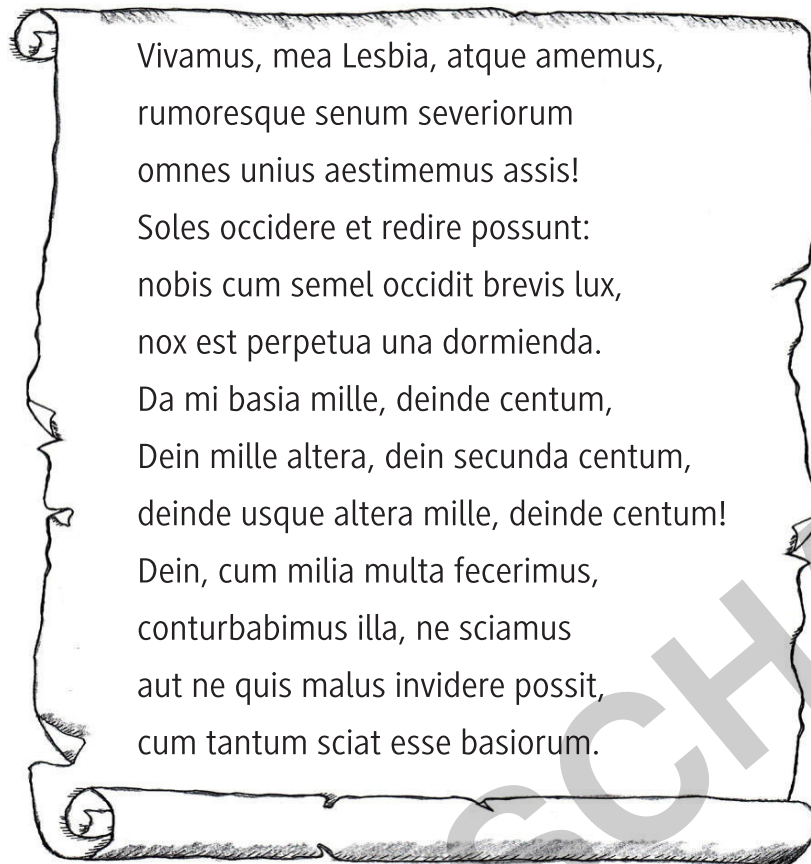 Vivamus, mea Lesbia, atque amemus,
rumoresque senum severiorum
omnes unius aestimemus assis!
Soles occidere et redire possunt:
nobis cum semel occidit brevis lux,
nox est perpetua una dormienda.
Da mi basia mille, deinde centum,
Dein mille altera, dein secunda centum,
deinde usque altera mille, deinde centum!
Dein, cum milia multa fecerimus,
conturbabimus illa, ne sciamus
aut ne quis malus invidere possit,
cum tantum sciat esse basiorum.
SCH